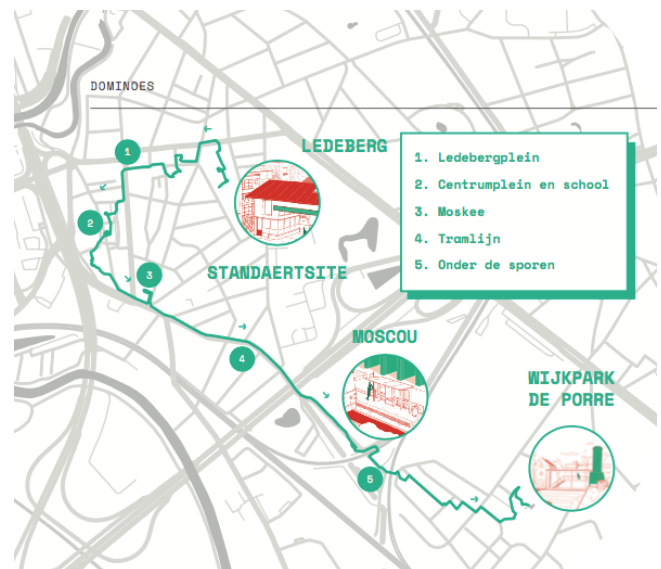 DOMINOES
LEDEBERG
1. Ledebergplein
2. Centrumplein en school
3. Moskee
4. Tramlijn
5. Onder de sporen
1
2
STANDAERTSITE
3
MOSCOU
4
WIJKPARK
DE PORRE
5